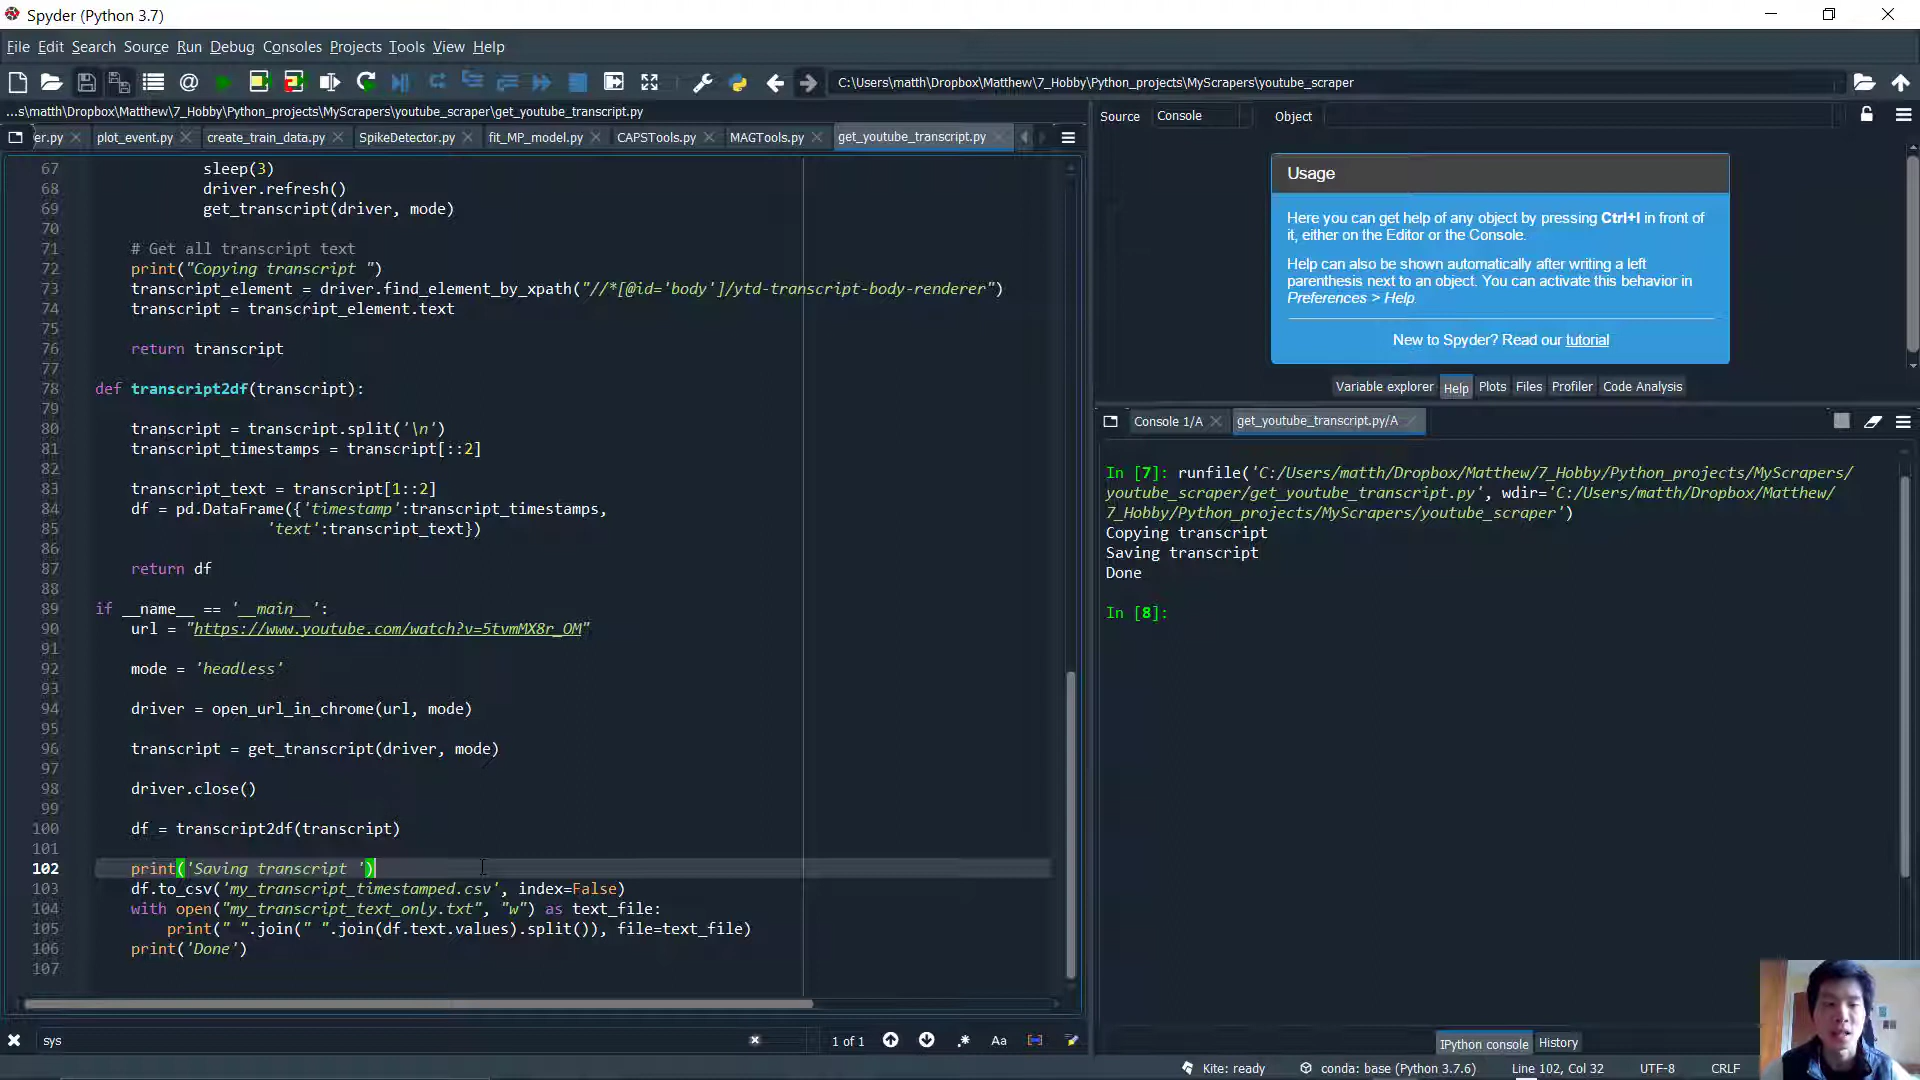 Spyder (Python 3.7)
File Edit Search Source Run Debug Consoles Projects Tools View Help
C:\Users\matth\Dropbox\Matthew\7_Hobby\Python_projects\MyScrapers\youtube_scraper
...s\matth\Dropbox\Matthew\7_Hobby\Python_projects\MyScrapers\youtube_scraper\get_youtube_transcript.py
er.py plot_event.py create_train_data.py SpikeDetector.py fit_MP_model.py CAPSTools.py MAGTools.py get_youtube_transcript.py
67 sleep(3)
68 driver.refresh()
69 get_transcript(driver, mode)
70
71 # Get all transcript text
72 print("Copying transcript ")
73 transcript_element = driver.find_element_by_xpath("//*[@id='body']/ytd-transcript-body-renderer")
74 transcript = transcript_element.text
75
76 return transcript
77
78 def transcript2df(transcript):
79
80 transcript = transcript.split('\n')
81 transcript_timestamps = transcript[::2]
82
83 transcript_text = transcript[1::2]
84 df = pd.DataFrame({'timestamp':transcript_timestamps,
85 'text':transcript_text})
86
87 return df
88
89 if __name__ == '__main__':
90 url = "https://www.youtube.com/watch?v=5tvmMX8r_OM"
91
92 mode = 'headless'
93
94 driver = open_url_in_chrome(url, mode)
95
96 transcript = get_transcript(driver, mode)
97
98 driver.close()
99
100 df = transcript2df(transcript)
101
102 print('Saving transcript ')
103 df.to_csv('my_transcript_timestamped.csv', index=False)
104 with open("my_transcript_text_only.txt", "w") as text_file:
105 print(" ".join(" ".join(df.text.values).split()), file=text_file)
106 print('Done')
107
sys
1 of 1
Aa
Source Console Object
Usage
Here you can get help of any object by pressing Ctrl+I in front of
it, either on the Editor or the Console.
Help can also be shown automatically after writing a left
parenthesis next to an object. You can activate this behavior in
Preferences > Help.
New to Spyder? Read our tutorial
Variable explorer Help Plots Files Profiler Code Analysis
Console 1/A get_youtube_transcript.py/A
In [7]: runfile('C:/Users/matth/Dropbox/Matthew/7_Hobby/Python_projects/MyScrapers/
youtube_scraper/get_youtube_transcript.py', wdir='C:/Users/matth/Dropbox/Matthew/
7_Hobby/Python_projects/MyScrapers/youtube_scraper')
Copying transcript
Saving transcript
Done
In [8]:
IPython console History
Kite: ready conda: base (Python 3.7.6) Line 102, Col 32 UTF-8 CRLF